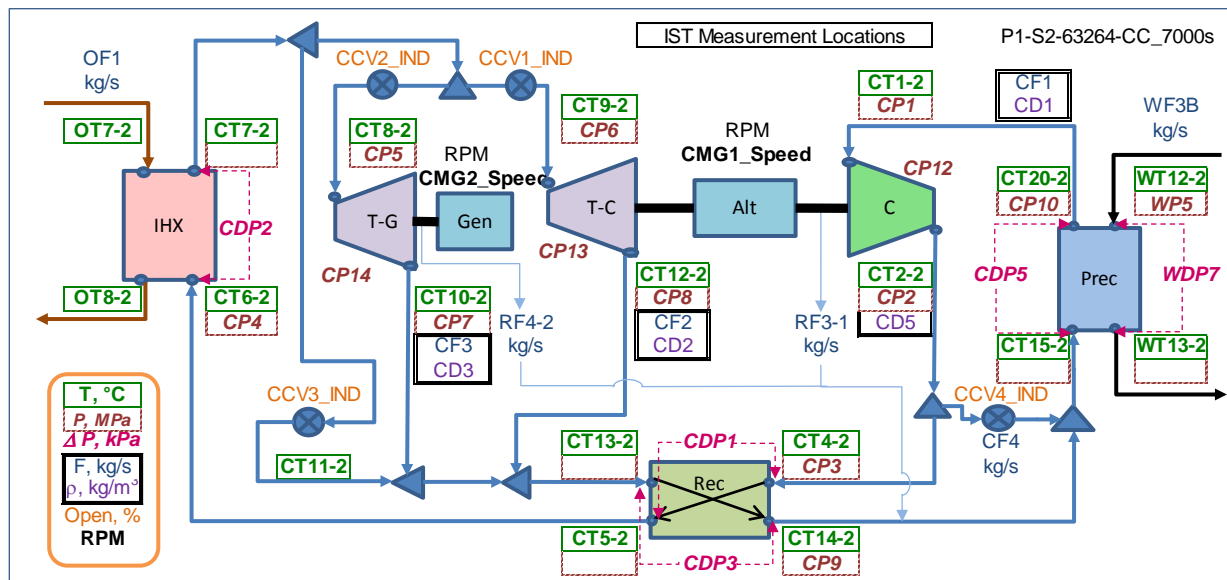 IST Measurement Locations
P1-S2-63264-CC_7000s
OF1
kg/s
CCV2_IND
CCV1_IND
CT1-2
CP1
CF1
CD1
WF3B
kg/s
OT7-2
CT7-2
CT8-2
CP5
RPM
CMG2_Speed
CT9-2
CP6
RPM
CMG1_Speed
CP12
CT20-2
CP10
WT12-2
WP5
IHX
CDP2
T-G
Gen
T-C
Alt
C
CP13
CP14
CDP5
Prec
WDP7
OT8-2
CT6-2
CP4
CT10-2
CP7
CF3
CD3
RF4-2
kg/s
CT12-2
CP8
CF2
CD2
RF3-1
kg/s
CT2-2
CP2
CD5
CT15-2
WT13-2
T, °C
P, MPa
Δ P, kPa
F, kg/s
ρ, kg/m³
Open, %
RPM
CCV3_IND
CT11-2
CCV4_IND
CF4
kg/s
CT13-2
CDP1
CT4-2
CP3
Rec
CT5-2
CDP3
CT14-2
CP9